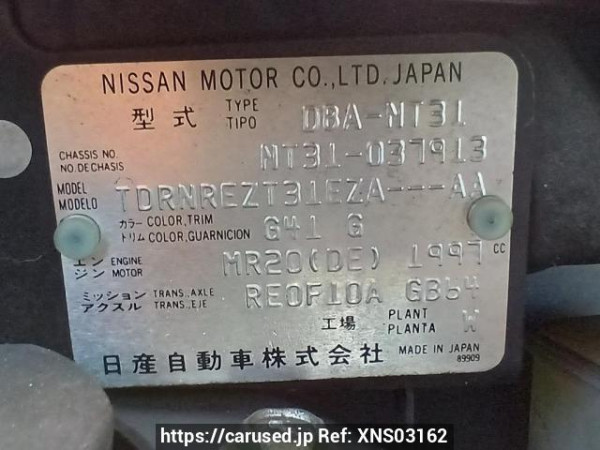 NISSAN MOTOR CO.,LTD.JAPAN
型式 TYPE TIPO DBA-NT31
CHASSIS NO. NO.DE CHASIS NT31-037913
MODEL MODELO TDRNREZT31EZA---AA
カラー COLOR,TRIM トリム COLOR,GUARNICION G41 G
エンジン ENGINE MOTOR MR20(DE) 1997 CC
ミッション TRANS.,AXLE アクスル TRANS.,EJE RE0F10A GB64
工場 PLANT PLANTA W
日産自動車株式会社 MADE IN JAPAN
89909
https://carused.jp Ref: XNS03162